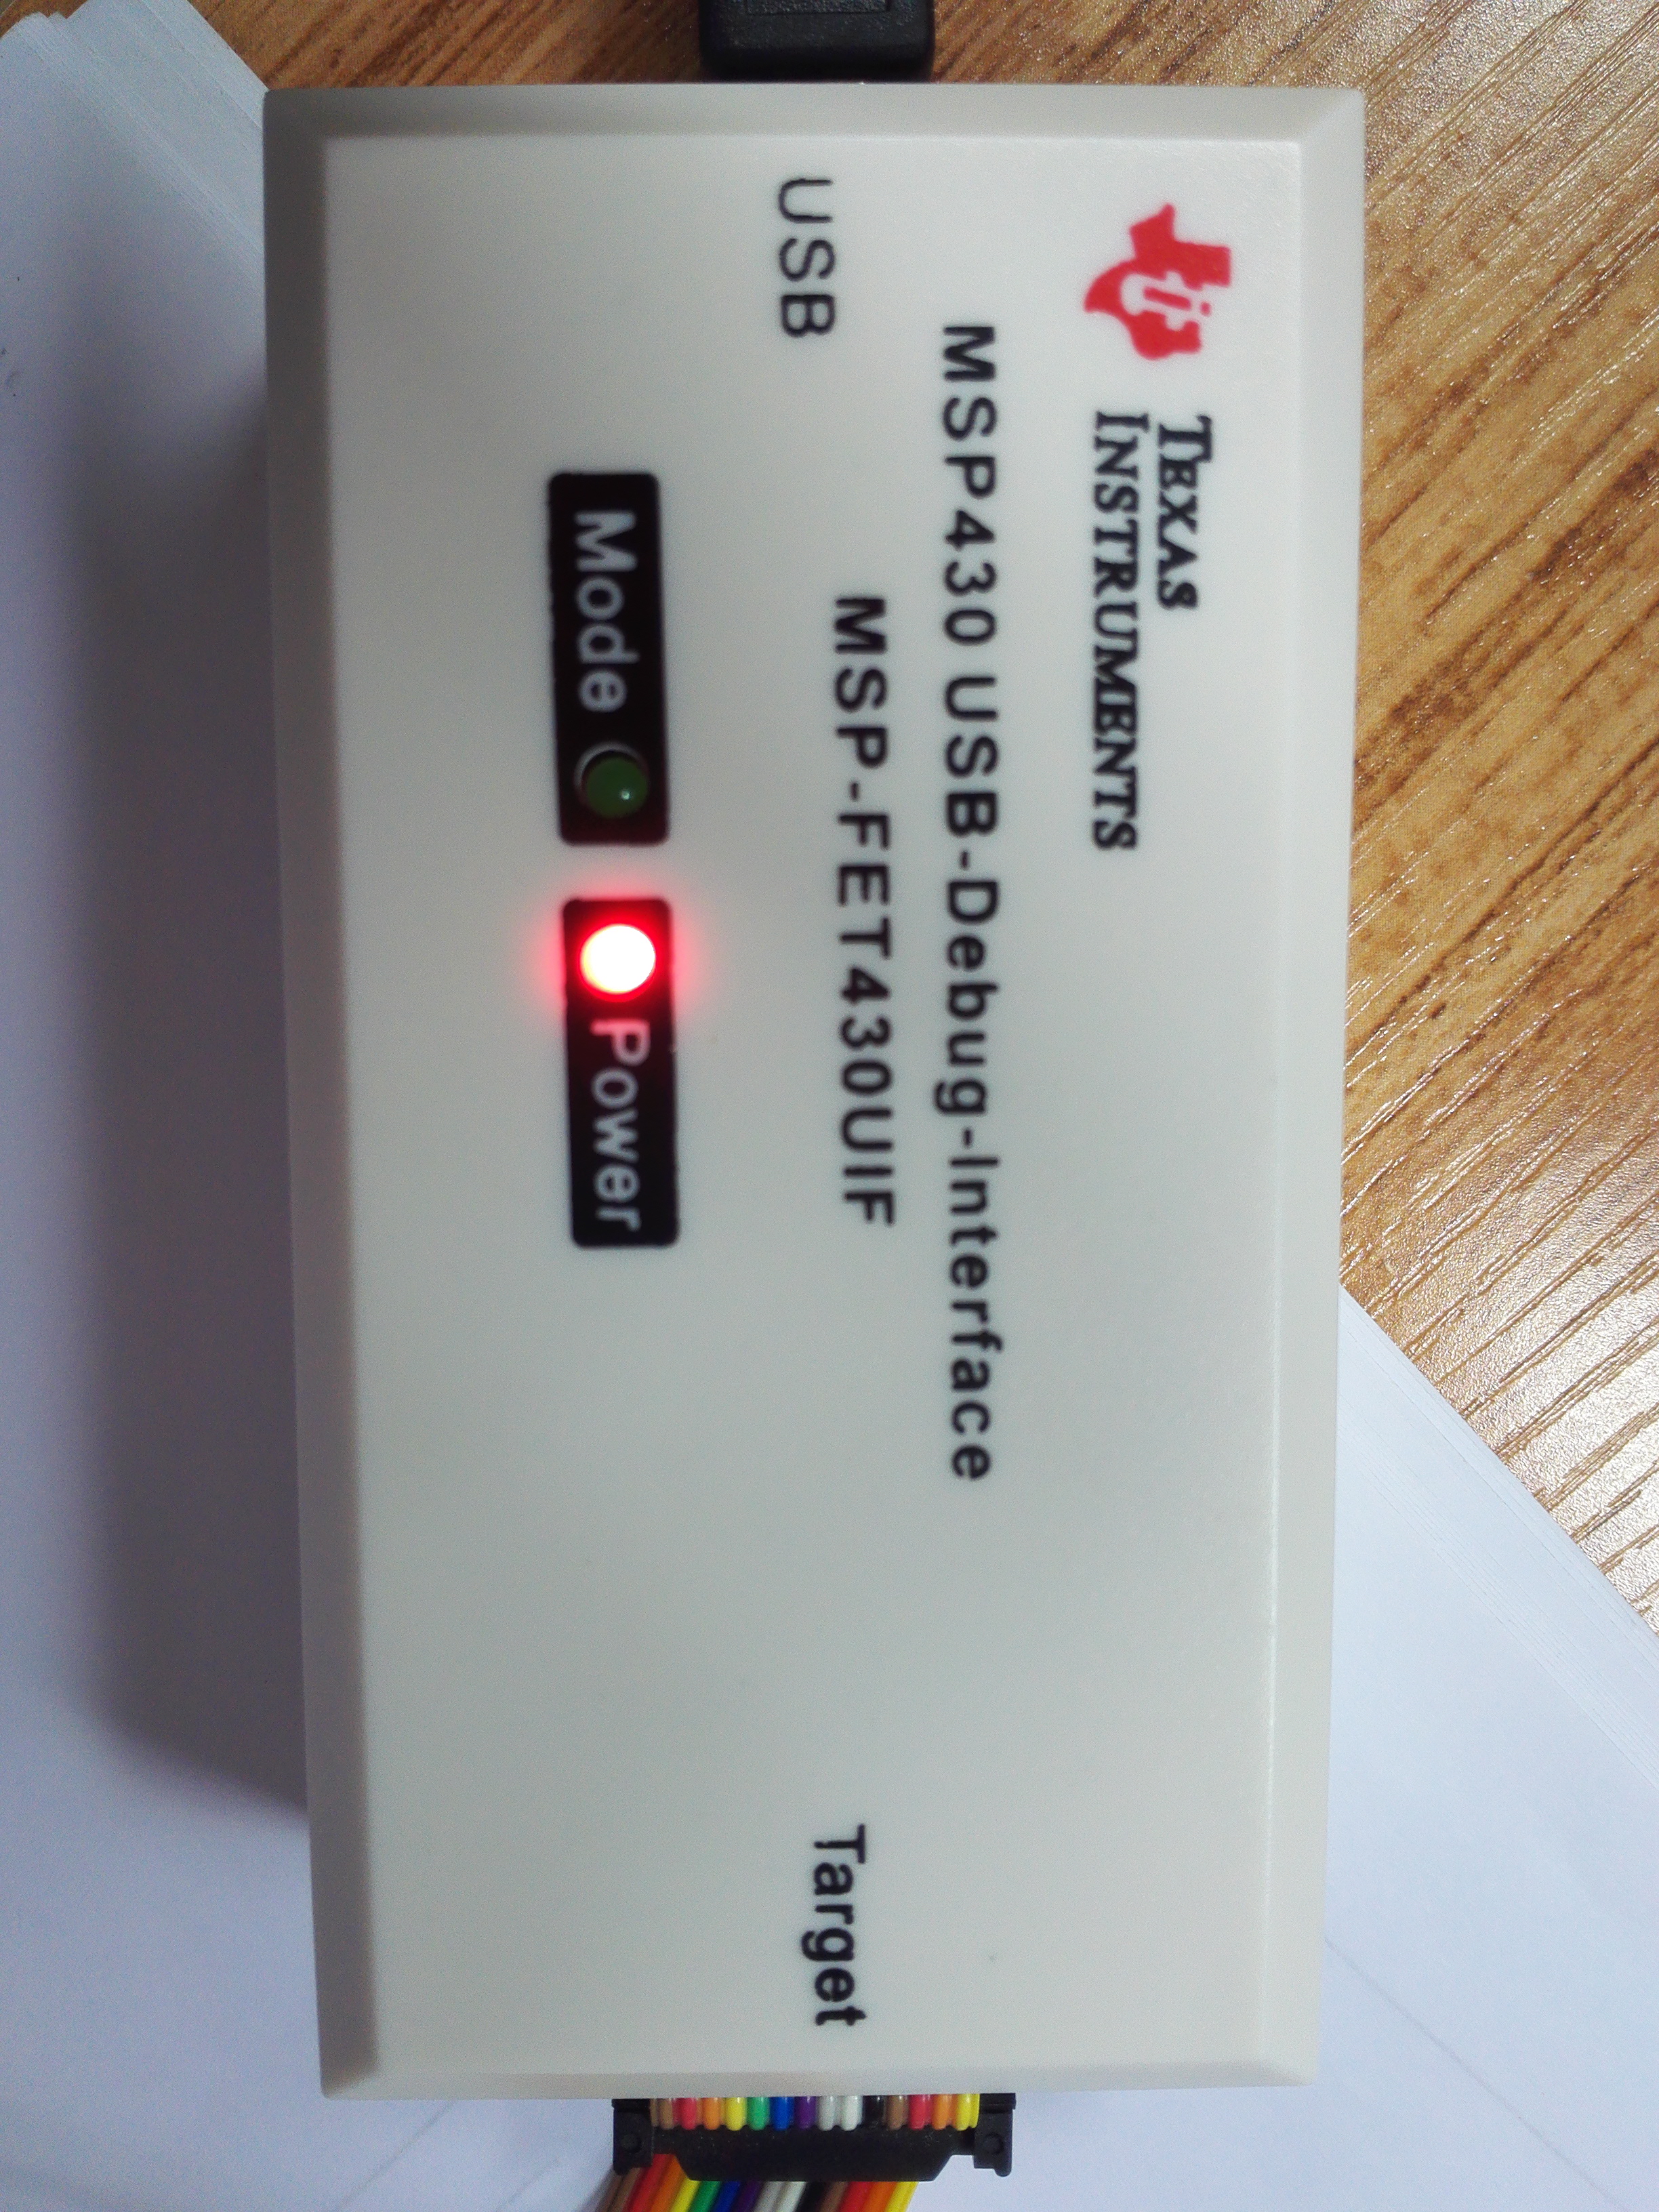 TEXAS
INSTRUMENTS
MSP430 USB-Debug-Interface
MSP-FET430UIF
USB
Target
Mode
Power